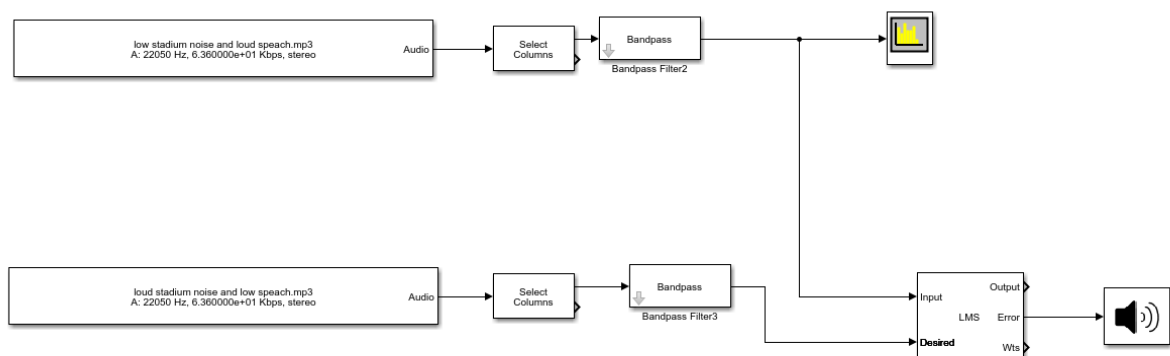 low stadium noise and loud speach.mp3
A: 22050 Hz, 6.360000e+01 Kbps, stereo
Audio
Select
Columns
Bandpass
Bandpass Filter2
loud stadium noise and low speach.mp3
A: 22050 Hz, 6.360000e+01 Kbps, stereo
Audio
Select
Columns
Bandpass
Bandpass Filter3
Input
Desired
LMS
Output
Error
Wts